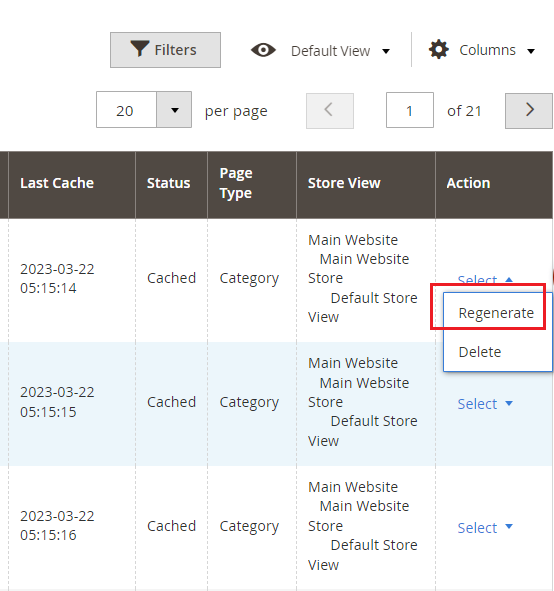 Filters Default View Columns
20 per page 1 of 21
Last Cache Status Page Type Store View Action
2023-03-22
05:15:14
Cached
Category
Main Website
Main Website
Store
Default Store
View
Select
Regenerate
Delete
2023-03-22
05:15:15
Cached
Category
Main Website
Main Website
Store
Default Store
View
Select
2023-03-22
05:15:16
Cached
Category
Main Website
Main Website
Store
Default Store
View
Select